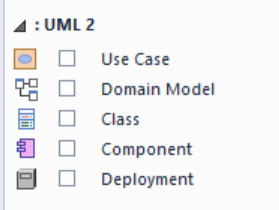 : UML 2
Use Case
Domain Model
Class
Component
Deployment